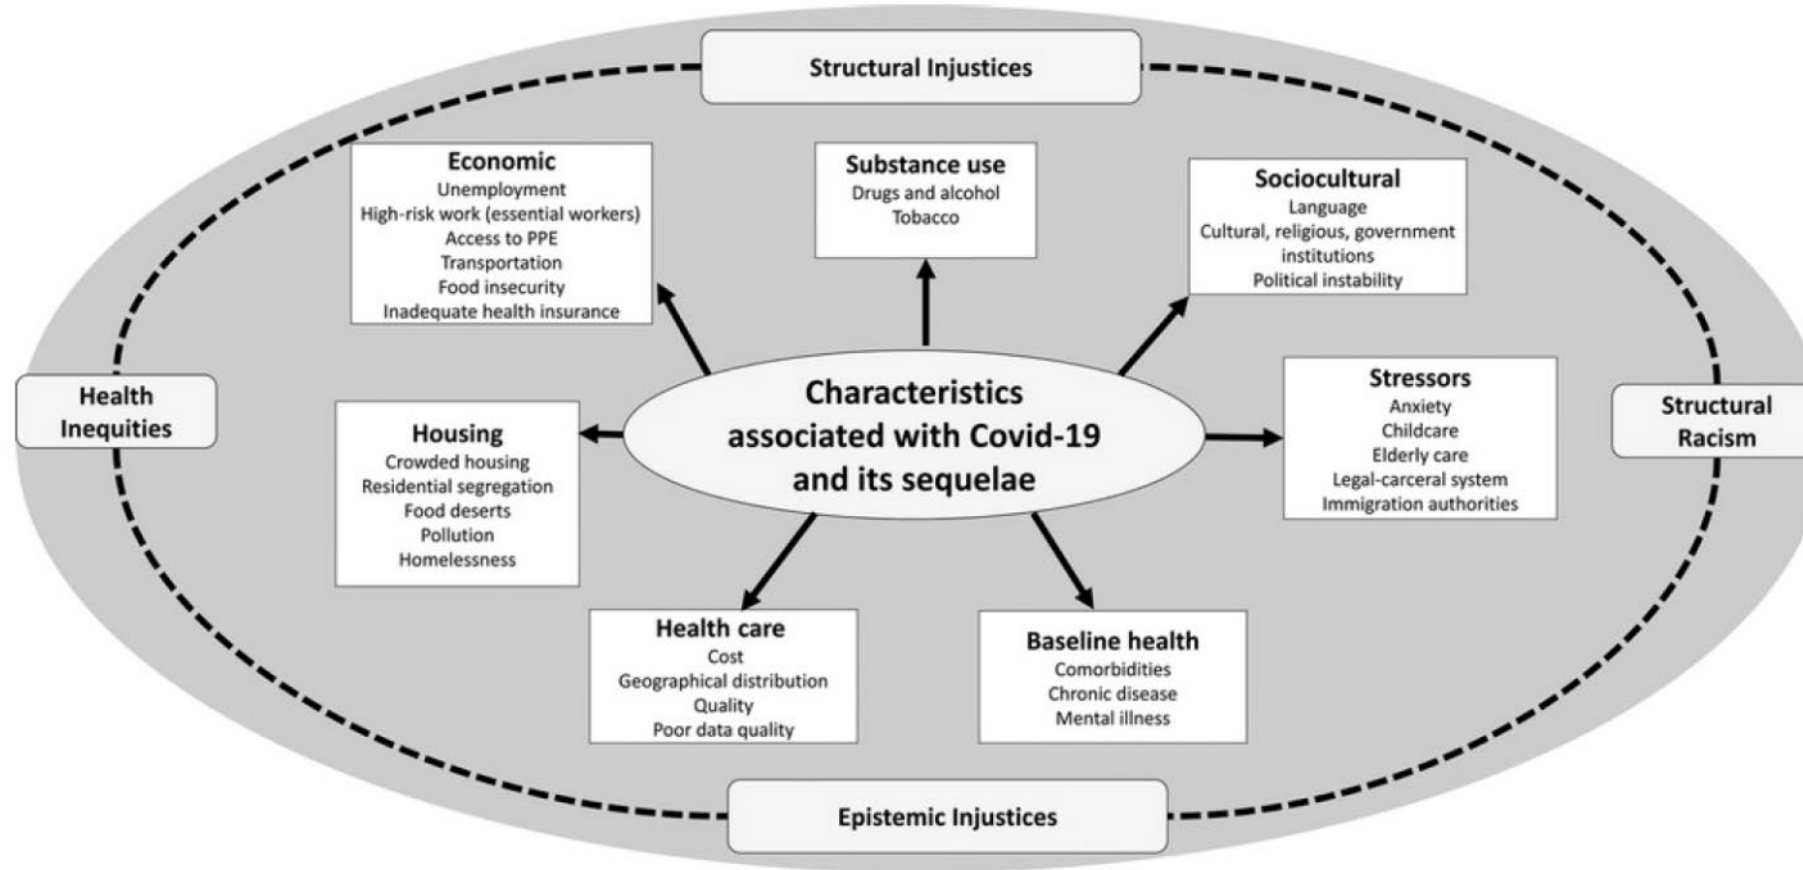 Structural Injustices
Economic
Unemployment
High-risk work (essential workers)
Access to PPE
Transportation
Food insecurity
Inadequate health insurance
Substance use
Drugs and alcohol
Tobacco
Sociocultural
Language
Cultural, religious, government
institutions
Political instability
Health
Inequities
Housing
Crowded housing
Residential segregation
Food deserts
Pollution
Homelessness
Characteristics
associated with Covid-19
and its sequelae
Stressors
Anxiety
Childcare
Elderly care
Legal-carceral system
Immigration authorities
Structural
Racism
Health care
Cost
Geographical distribution
Quality
Poor data quality
Baseline health
Comorbidities
Chronic disease
Mental illness
Epistemic Injustices